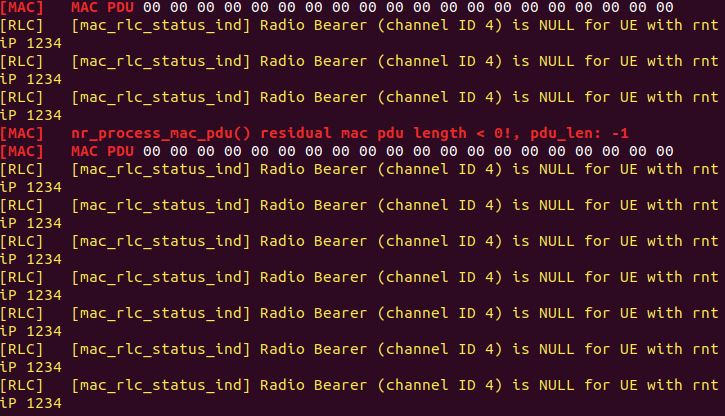 [MAC]   MAC PDU 00 00 00 00 00 00 00 00 00 00 00 00 00 00 00 00 00 00 00 00
[RLC]   [mac_rlc_status_ind] Radio Bearer (channel ID 4) is NULL for UE with rnt
iP 1234
[RLC]   [mac_rlc_status_ind] Radio Bearer (channel ID 4) is NULL for UE with rnt
iP 1234
[RLC]   [mac_rlc_status_ind] Radio Bearer (channel ID 4) is NULL for UE with rnt
iP 1234
[MAC]   nr_process_mac_pdu() residual mac pdu length < 0!, pdu_len: -1
[MAC]   MAC PDU 00 00 00 00 00 00 00 00 00 00 00 00 00 00 00 00 00 00 00 00
[RLC]   [mac_rlc_status_ind] Radio Bearer (channel ID 4) is NULL for UE with rnt
iP 1234
[RLC]   [mac_rlc_status_ind] Radio Bearer (channel ID 4) is NULL for UE with rnt
iP 1234
[RLC]   [mac_rlc_status_ind] Radio Bearer (channel ID 4) is NULL for UE with rnt
iP 1234
[RLC]   [mac_rlc_status_ind] Radio Bearer (channel ID 4) is NULL for UE with rnt
iP 1234
[RLC]   [mac_rlc_status_ind] Radio Bearer (channel ID 4) is NULL for UE with rnt
iP 1234
[RLC]   [mac_rlc_status_ind] Radio Bearer (channel ID 4) is NULL for UE with rnt
iP 1234
[RLC]   [mac_rlc_status_ind] Radio Bearer (channel ID 4) is NULL for UE with rnt
iP 1234